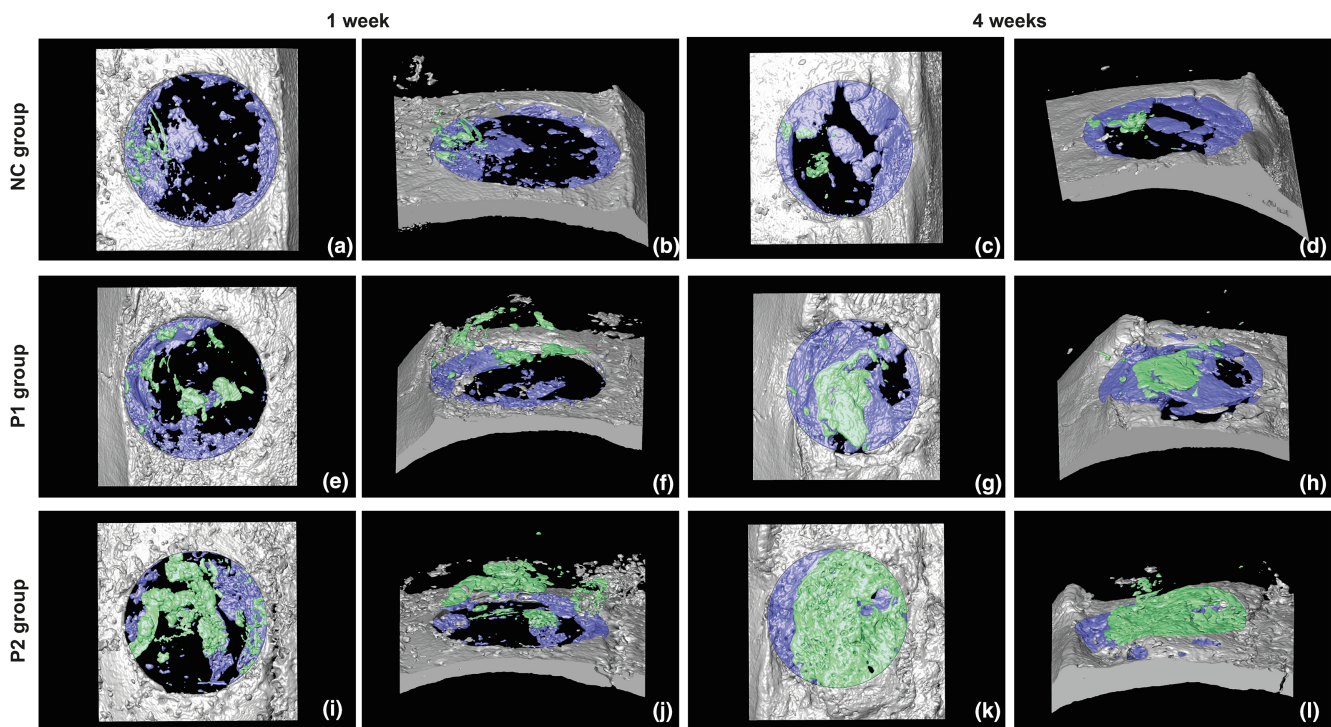 1 week
4 weeks
NC group
(a)
(b)
(c)
(d)
P1 group
(e)
(f)
(g)
(h)
P2 group
(i)
(j)
(k)
(l)